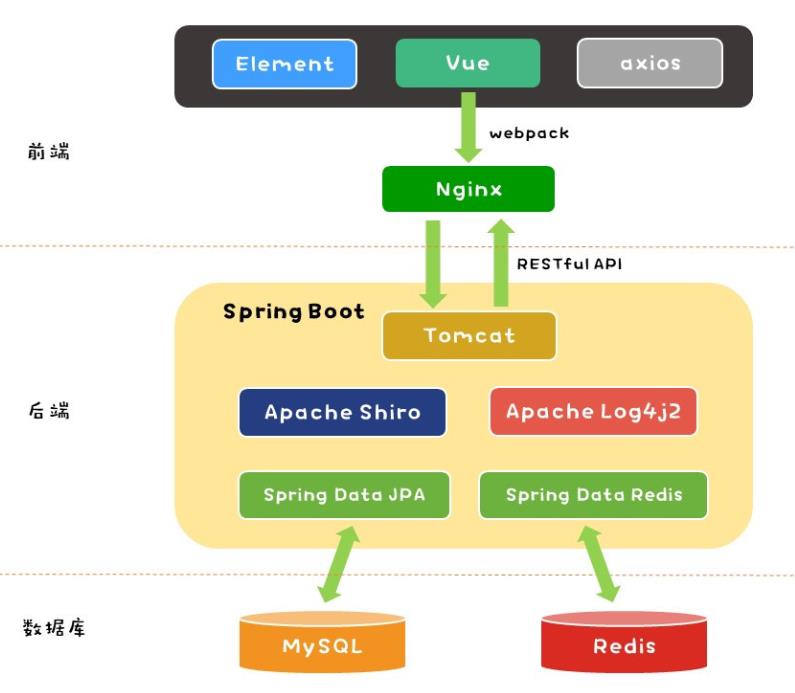 Element
Vue
axios
webpack
前端
Nginx
RESTful API
Spring Boot
Tomcat
后端
Apache Shiro
Apache Log4j2
Spring Data JPA
Spring Data Redis
数据库
MySQL
Redis